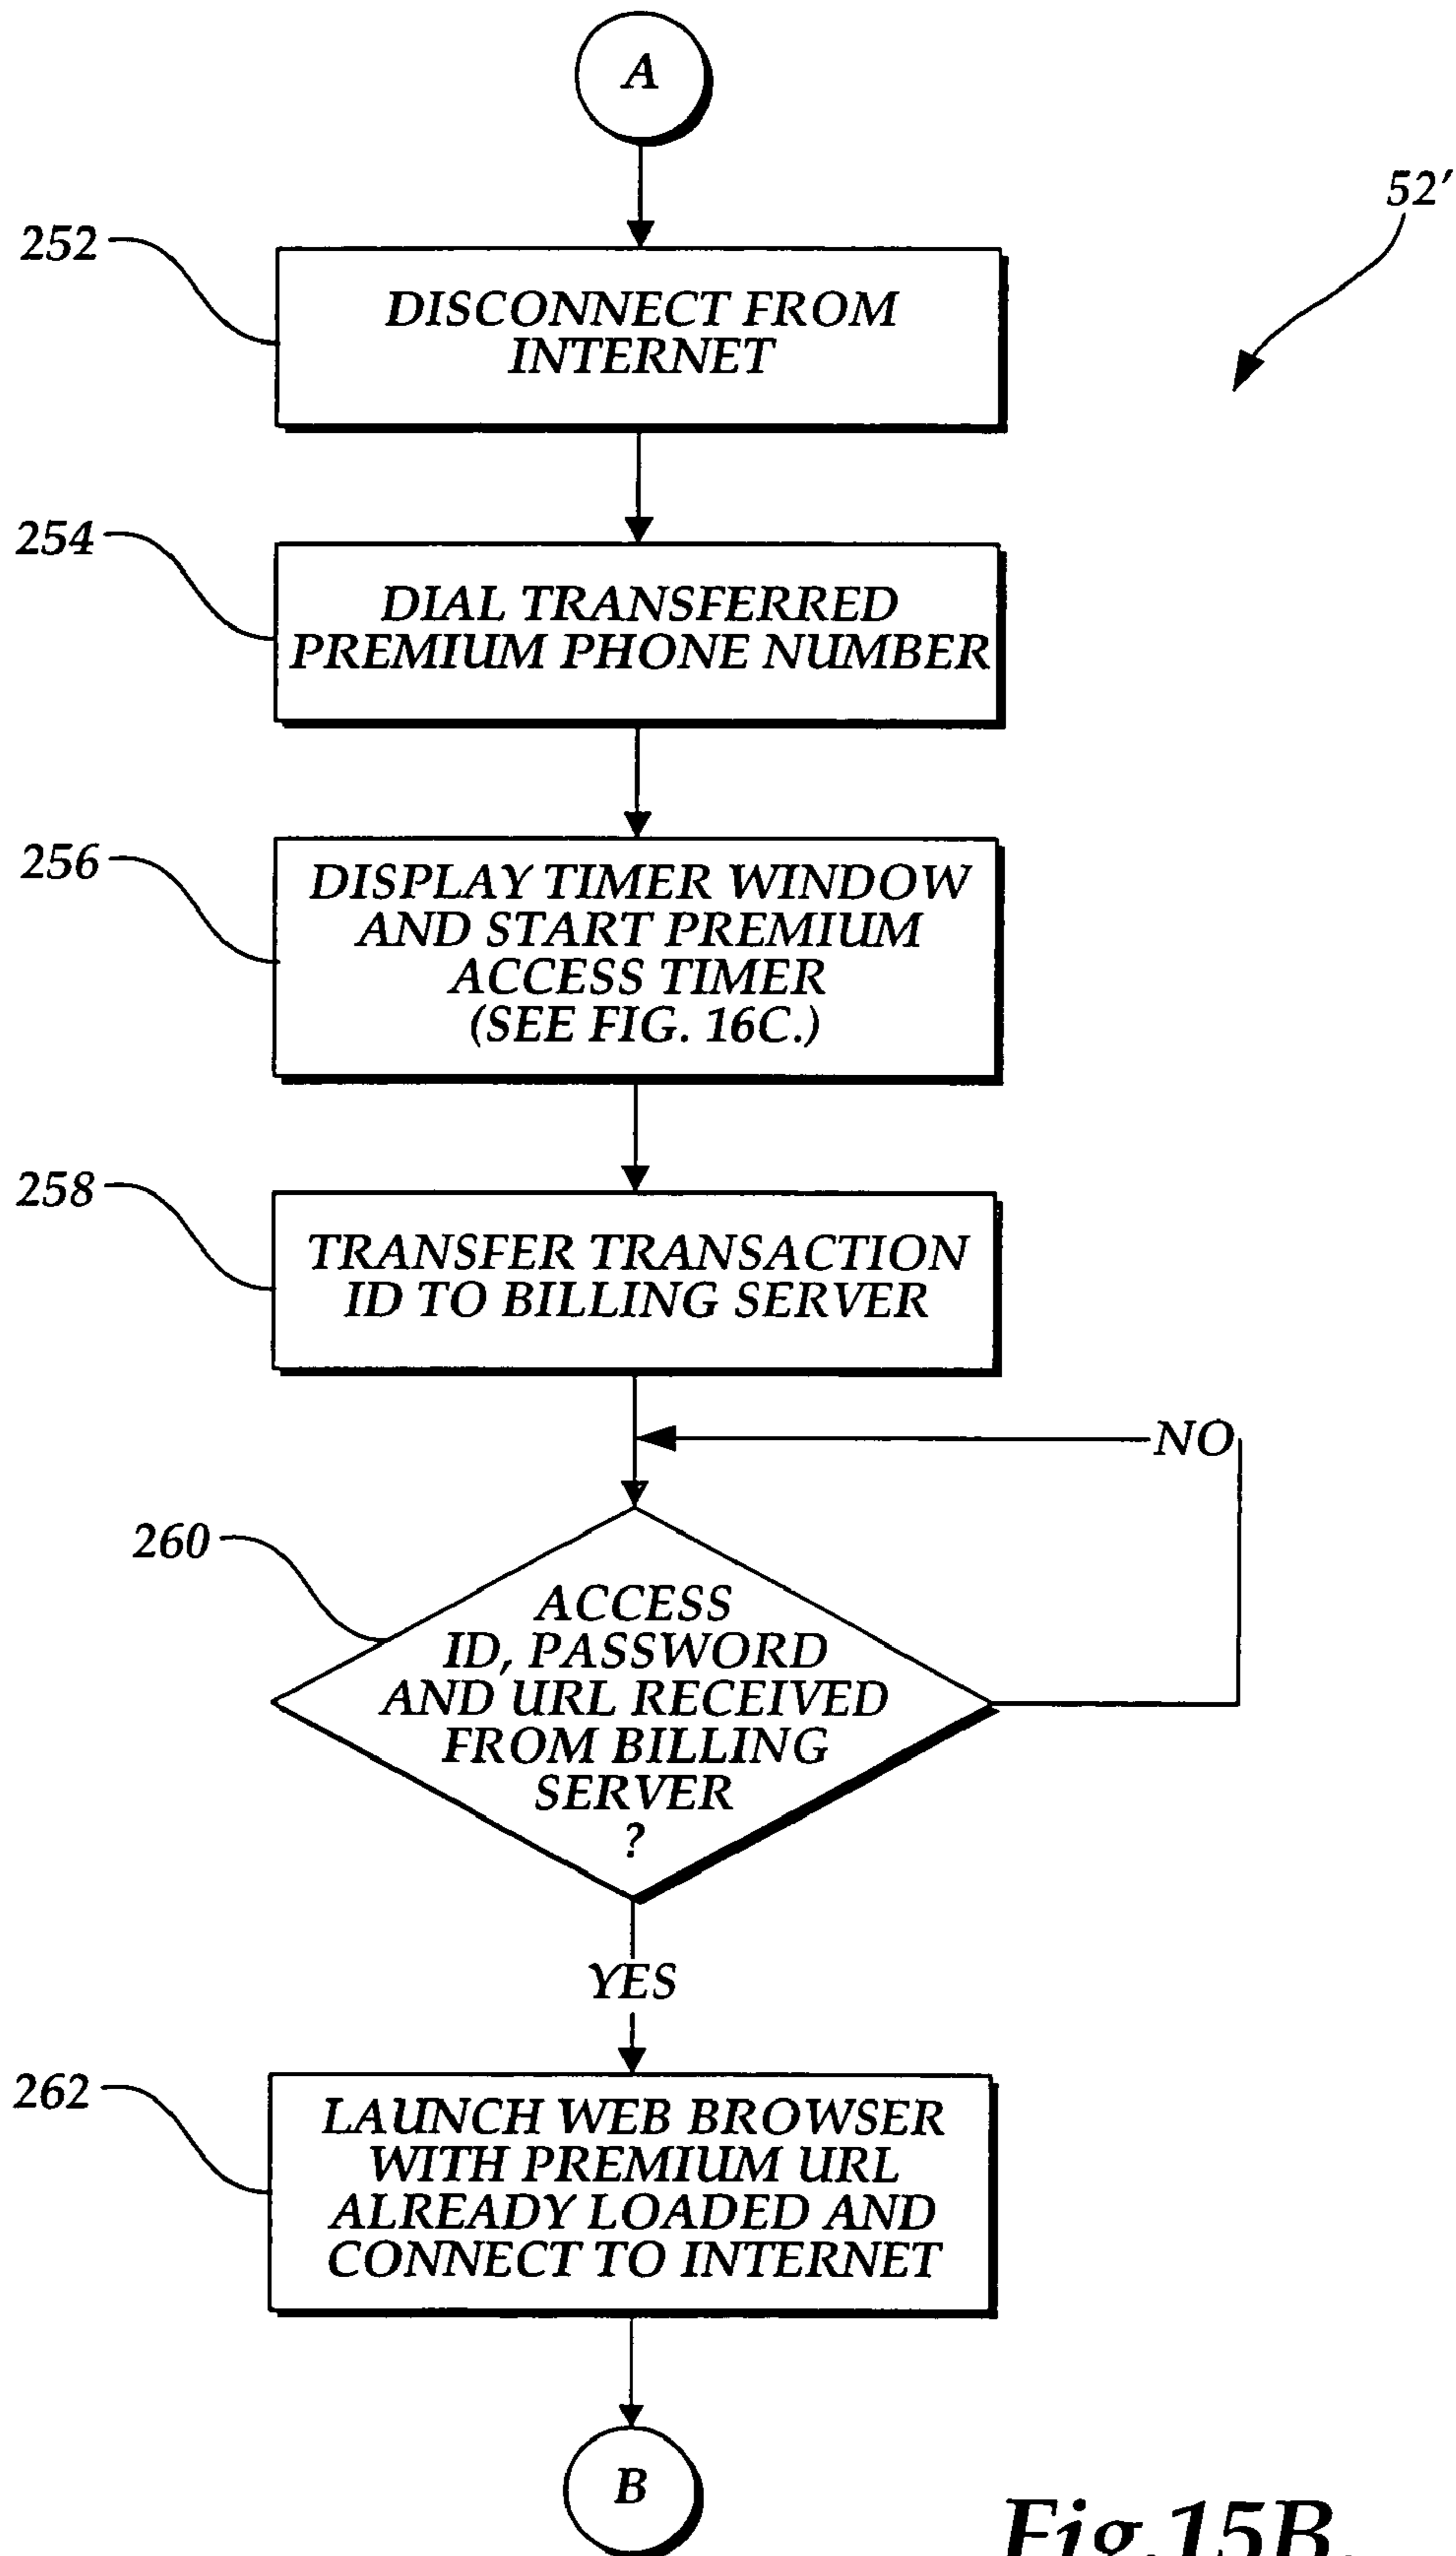 A
52'
252
DISCONNECT FROM
INTERNET
254
DIAL TRANSFERRED
PREMIUM PHONE NUMBER
256
DISPLAY TIMER WINDOW
AND START PREMIUM
ACCESS TIMER
(SEE FIG. 16C.)
258
TRANSFER TRANSACTION
ID TO BILLING SERVER
NO
260
ACCESS
ID, PASSWORD
AND URL RECEIVED
FROM BILLING
SERVER
?
YES
262
LAUNCH WEB BROWSER
WITH PREMIUM URL
ALREADY LOADED AND
CONNECT TO INTERNET
B
Fig.15B.